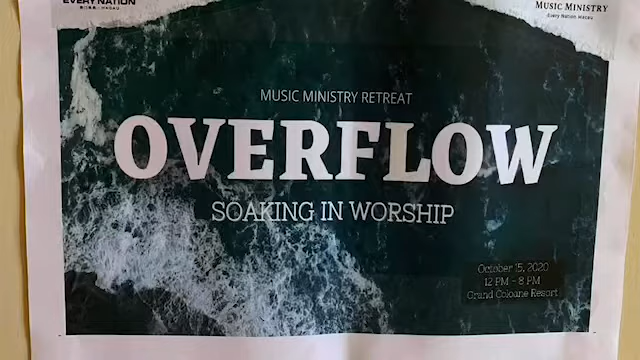 EVERY NATION
MUSIC MINISTRY
Every Nation Macau
MUSIC MINISTRY RETREAT
OVERFLOW
SOAKING IN WORSHIP
October 15, 2020
12 PM - 8 PM
Grand Coloane Resort